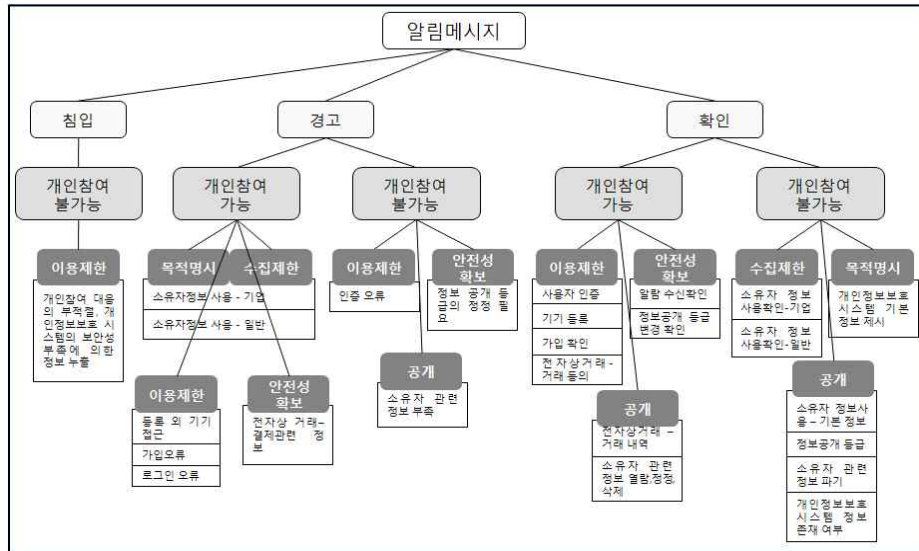 알림메시지
침입
경고
확인
개인참여
불가능
개인참여
가능
개인참여
불가능
개인참여
가능
개인참여
불가능
이용제한
개인참여 대응
의 부적절, 개
인정보보호 시
스템의 보안성
부족에 의한
정보 누출
목적명시
수집제한
소유자정보 사용 - 기업
소유자정보 사용 - 일반
이용제한
인증 오류
안전성
확보
정보 공개 등
급의 정정 필
요
이용제한
사용자 인증
기기 등록
가입 확인
전자상거래 -
거래 동의
안전성
확보
알람 수신확인
정보공개 등급
변경 확인
수집제한
소유자 정보
사용확인-기업
소유자 정보
사용확인-일반
목적명시
개인정보보호
시스템 기본
정보 제시
이용제한
등록 외 기기
접근
가입오류
로그인 오류
안전성
확보
전자상 거래–
결제관련 정
보
공개
소유자 관련
정보 부족
공개
전자상거래 –
거래 내역
소유자 관련
정보 열람,정정,
삭제
공개
소유자 정보사
용 – 기본 정보
정보공개 등급
소유자 관련
정보 파기
개인정보보호
시스템 정보
존재 여부